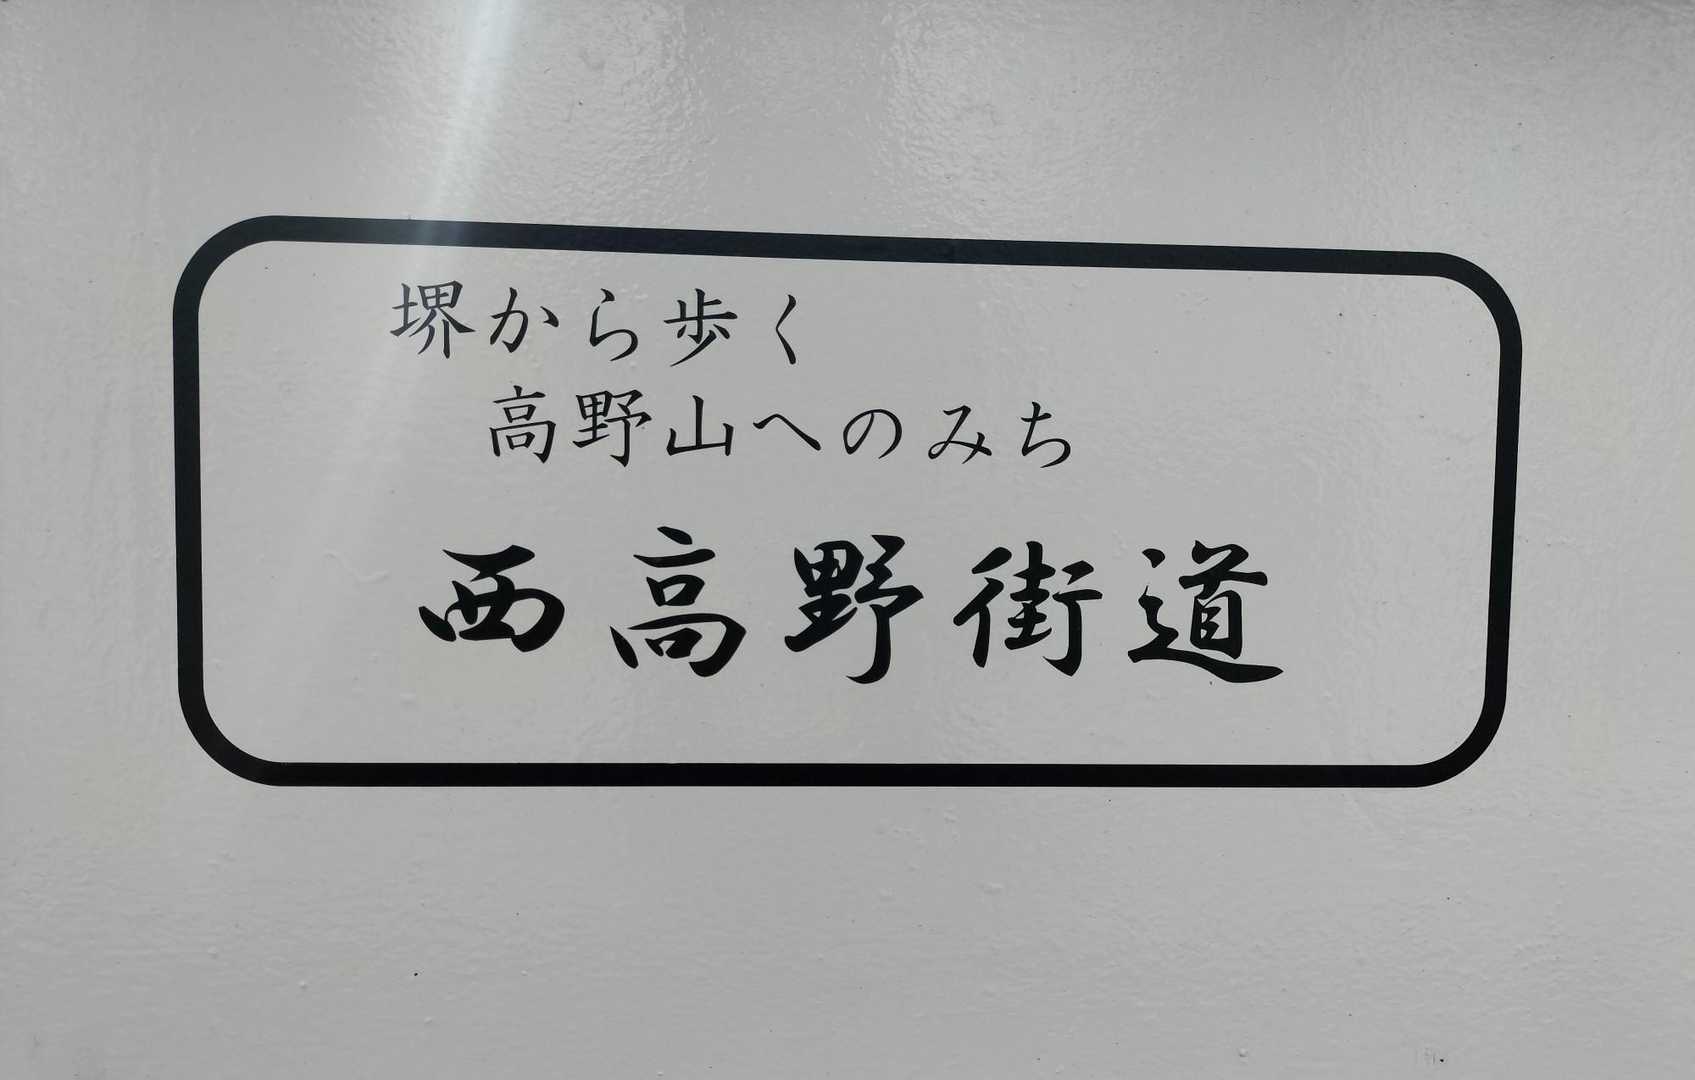 堺から歩く
高野山へのみち
西高野街道